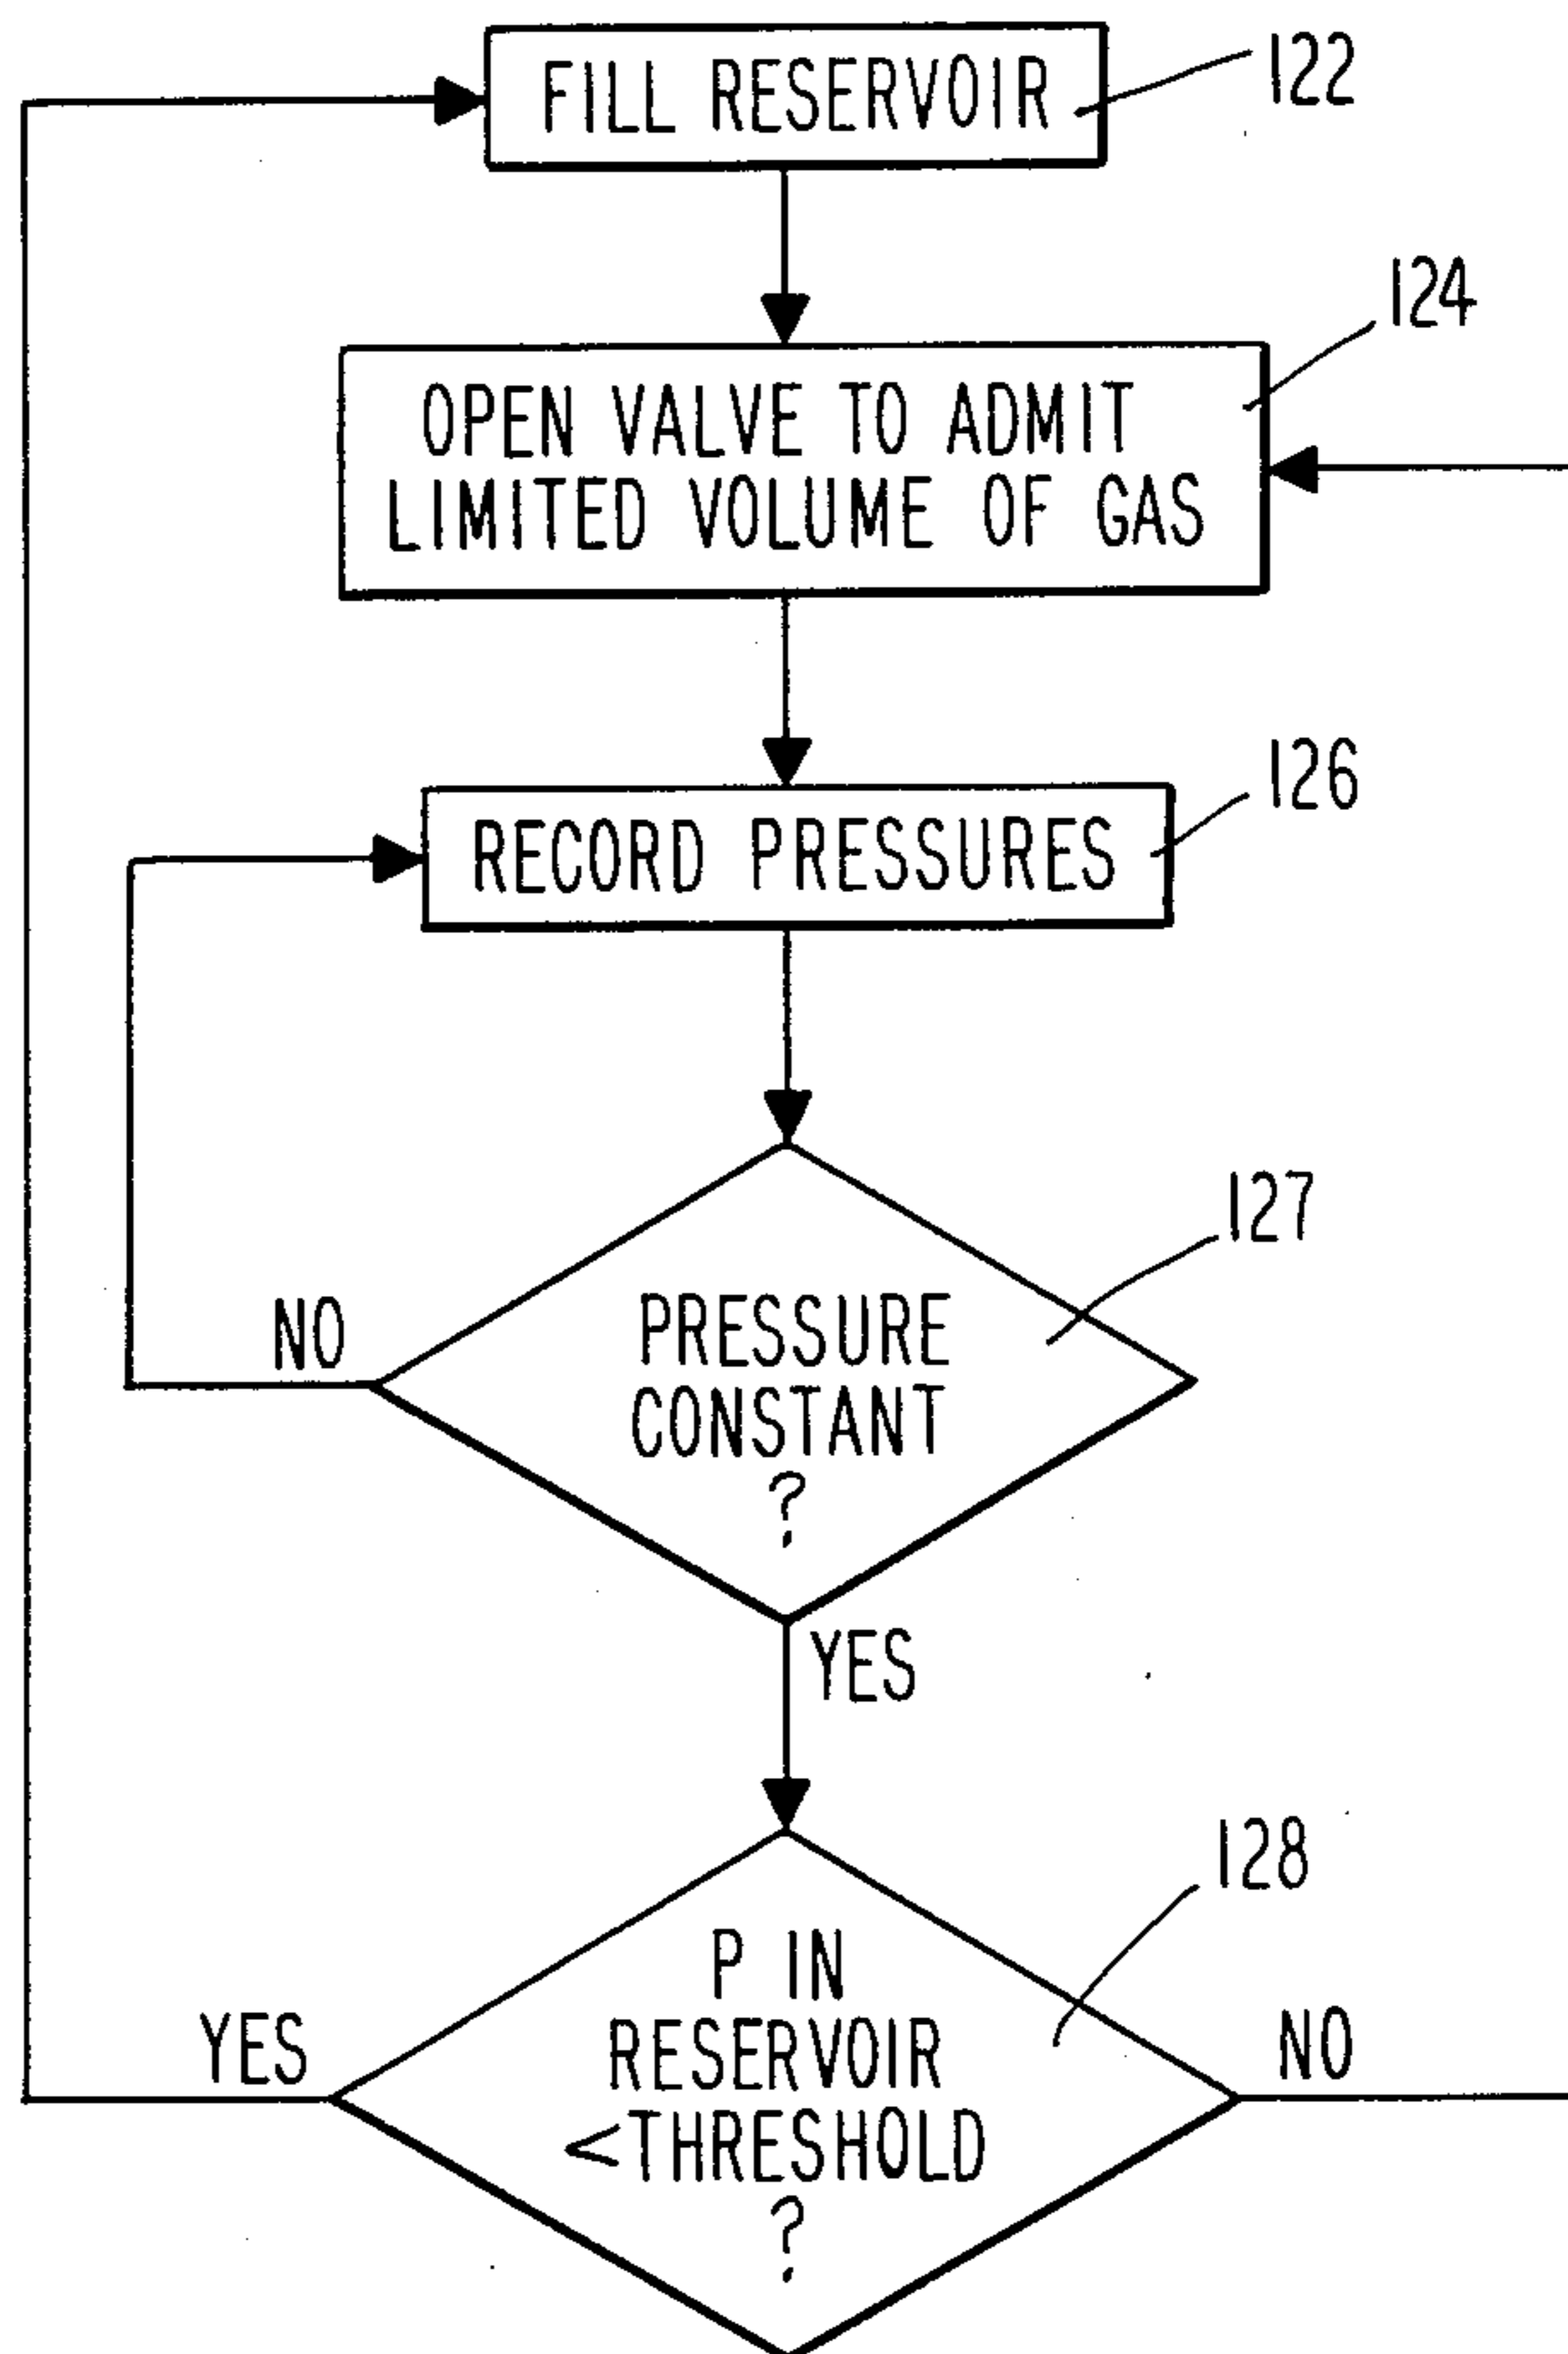 FILL RESERVOIR
122
124
OPEN VALVE TO ADMIT
LIMITED VOLUME OF GAS
126
RECORD PRESSURES
127
NO
PRESSURE
CONSTANT
?
YES
128
P IN
RESERVOIR
<THRESHOLD
?
YES
NO